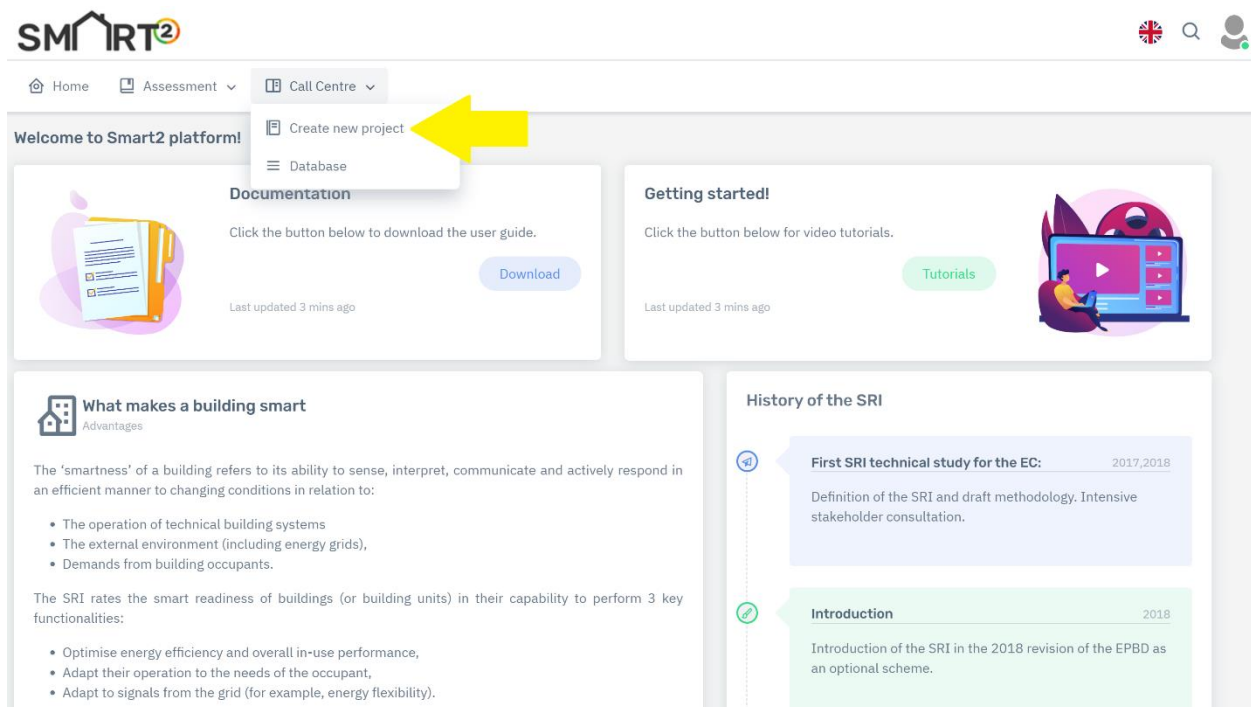 SMART2
Home
Assessment
Call Centre
Create new project
Database
Welcome to Smart2 platform!
Documentation
Click the button below to download the user guide.
Download
Last updated 3 mins ago
Getting started!
Click the button below for video tutorials.
Tutorials
Last updated 3 mins ago
What makes a building smart
Advantages
The ‘smartness’ of a building refers to its ability to sense, interpret, communicate and actively respond in
an efficient manner to changing conditions in relation to:
• The operation of technical building systems
• The external environment (including energy grids),
• Demands from building occupants.
The SRI rates the smart readiness of buildings (or building units) in their capability to perform 3 key
functionalities:
• Optimise energy efficiency and overall in-use performance,
• Adapt their operation to the needs of the occupant,
• Adapt to signals from the grid (for example, energy flexibility).
History of the SRI
First SRI technical study for the EC: 2017,2018
Definition of the SRI and draft methodology. Intensive
stakeholder consultation.
Introduction 2018
Introduction of the SRI in the 2018 revision of the EPBD as
an optional scheme.